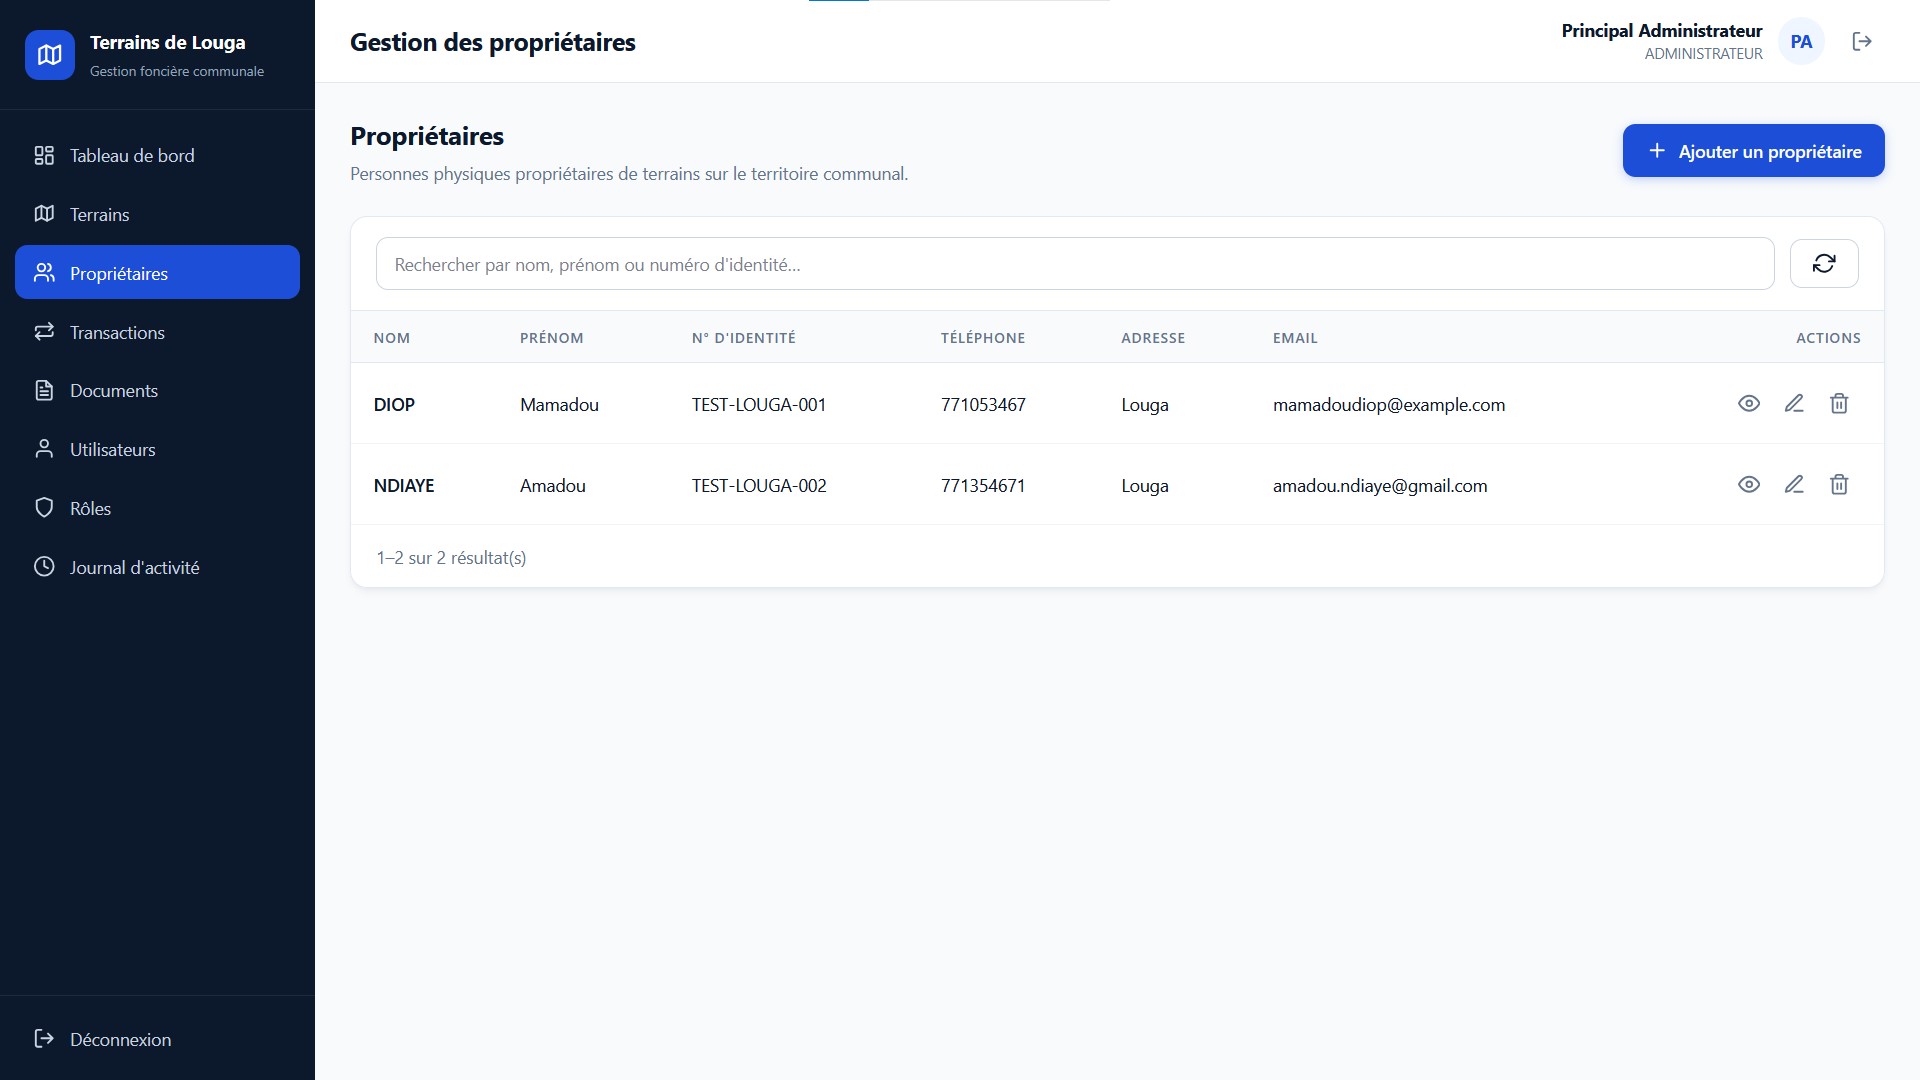 Terrains de Louga
Gestion foncière communale
Tableau de bord
Terrains
Propriétaires
Transactions
Documents
Utilisateurs
Rôles
Journal d'activité
Déconnexion
Gestion des propriétaires
Principal Administrateur
ADMINISTRATEUR
PA
Propriétaires
Personnes physiques propriétaires de terrains sur le territoire communal.
Ajouter un propriétaire
Rechercher par nom, prénom ou numéro d'identité...
NOM PRÉNOM N° D'IDENTITÉ TÉLÉPHONE ADRESSE EMAIL ACTIONS
DIOP Mamadou TEST-LOUGA-001 771053467 Louga mamadoudiop@example.com
NDIAYE Amadou TEST-LOUGA-002 771354671 Louga amadou.ndiaye@gmail.com
1–2 sur 2 résultat(s)